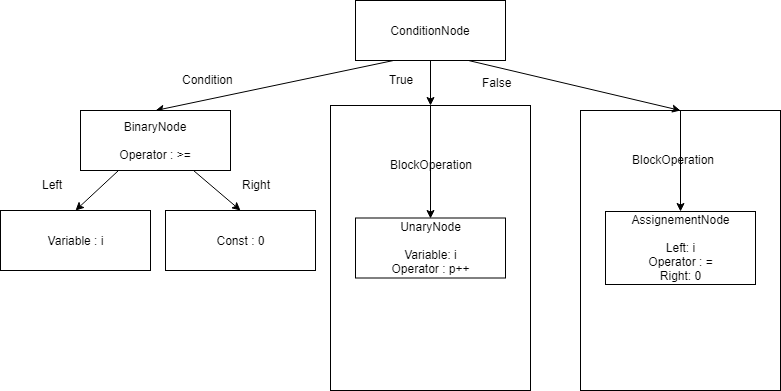 ConditionNode
Condition
True
False
BinaryNode
Operator : >=
Left
Right
Variable : i
Const : 0
BlockOperation
UnaryNode
Variable: i
Operator : p++
BlockOperation
AssignementNode
Left: i
Operator : =
Right: 0